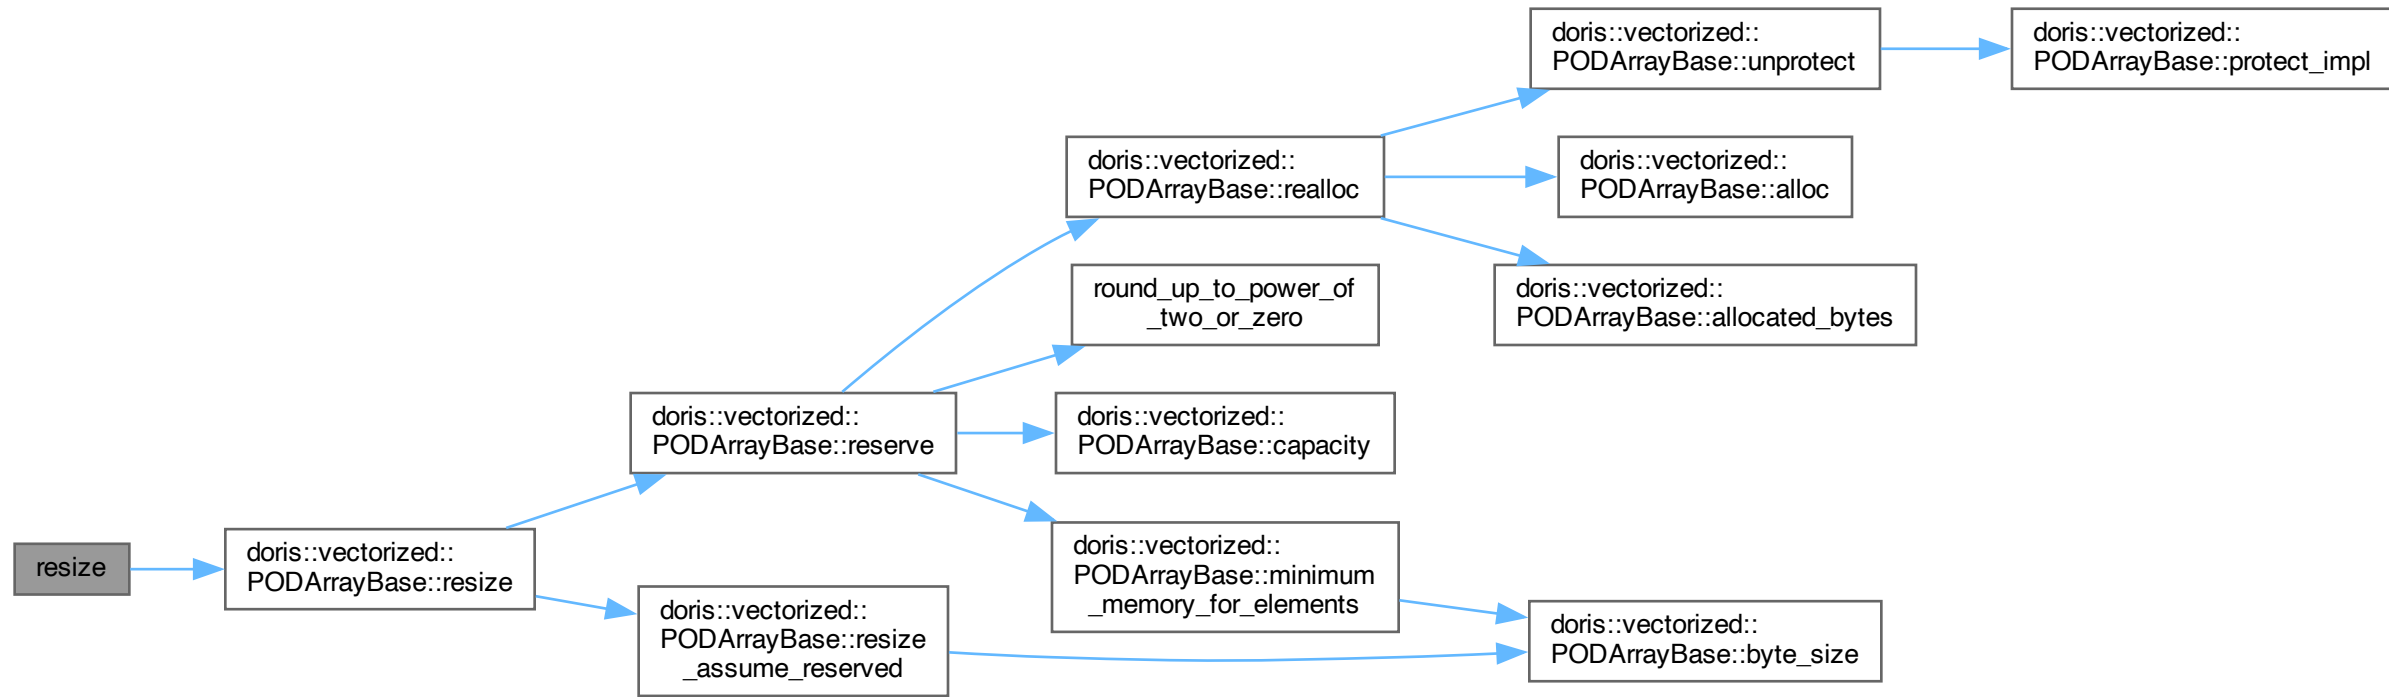 doris::vectorized::
PODArrayBase::unprotect
doris::vectorized::
PODArrayBase::protect_impl
doris::vectorized::
PODArrayBase::realloc
doris::vectorized::
PODArrayBase::alloc
round_up_to_power_of
_two_or_zero
doris::vectorized::
PODArrayBase::allocated_bytes
doris::vectorized::
PODArrayBase::reserve
doris::vectorized::
PODArrayBase::capacity
resize
doris::vectorized::
PODArrayBase::resize
doris::vectorized::
PODArrayBase::minimum
_memory_for_elements
doris::vectorized::
PODArrayBase::resize
_assume_reserved
doris::vectorized::
PODArrayBase::byte_size